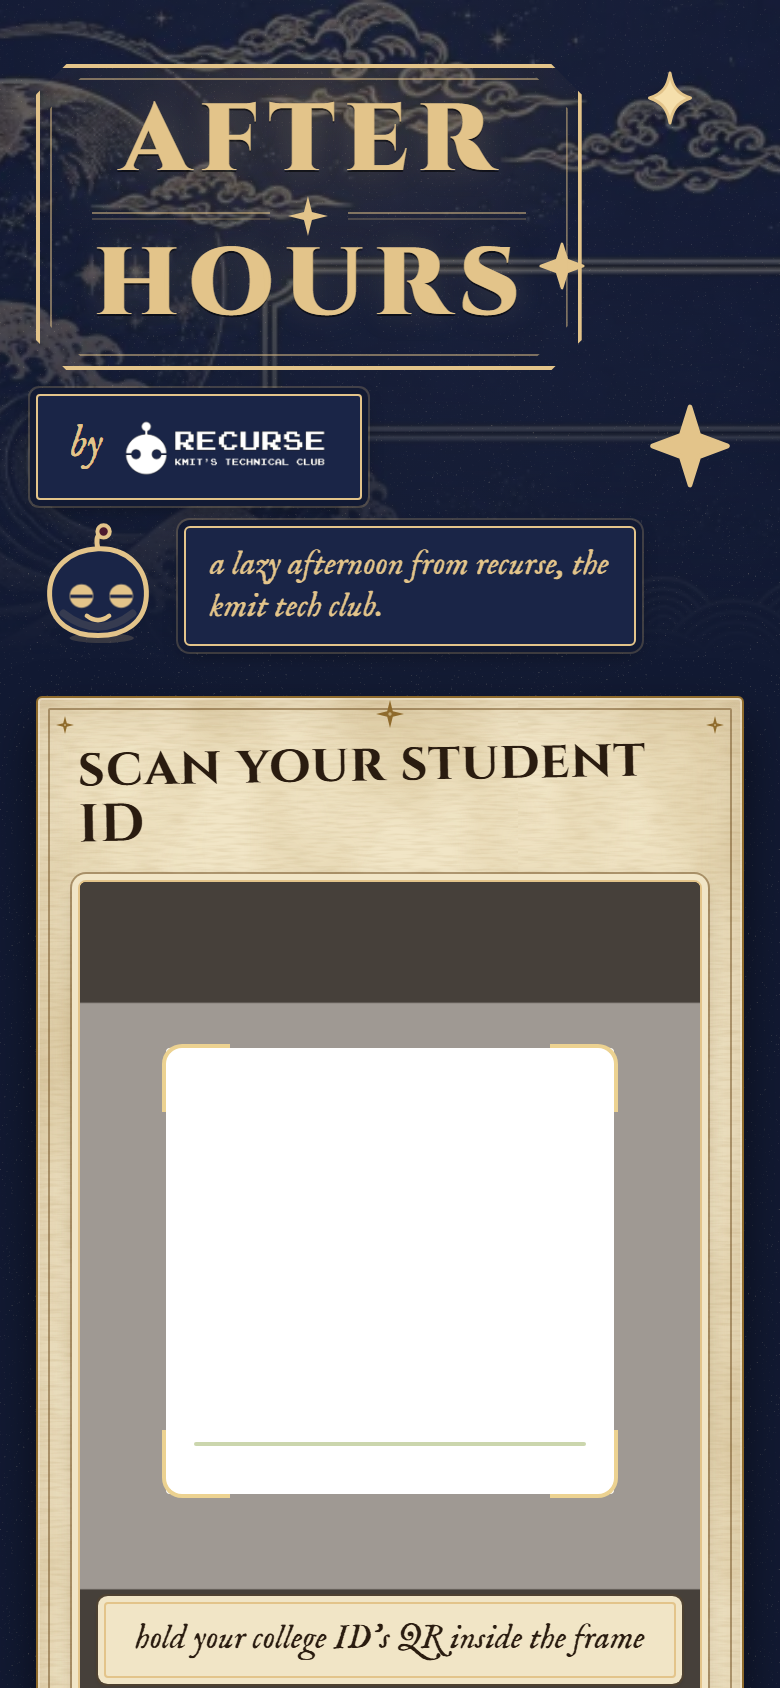 AFTER
HOURS
by RECURSE
KMIT'S TECHNICAL CLUB
a lazy afternoon from recurse, the
kmit tech club.
SCAN YOUR STUDENT
ID
hold your college ID's QR inside the frame